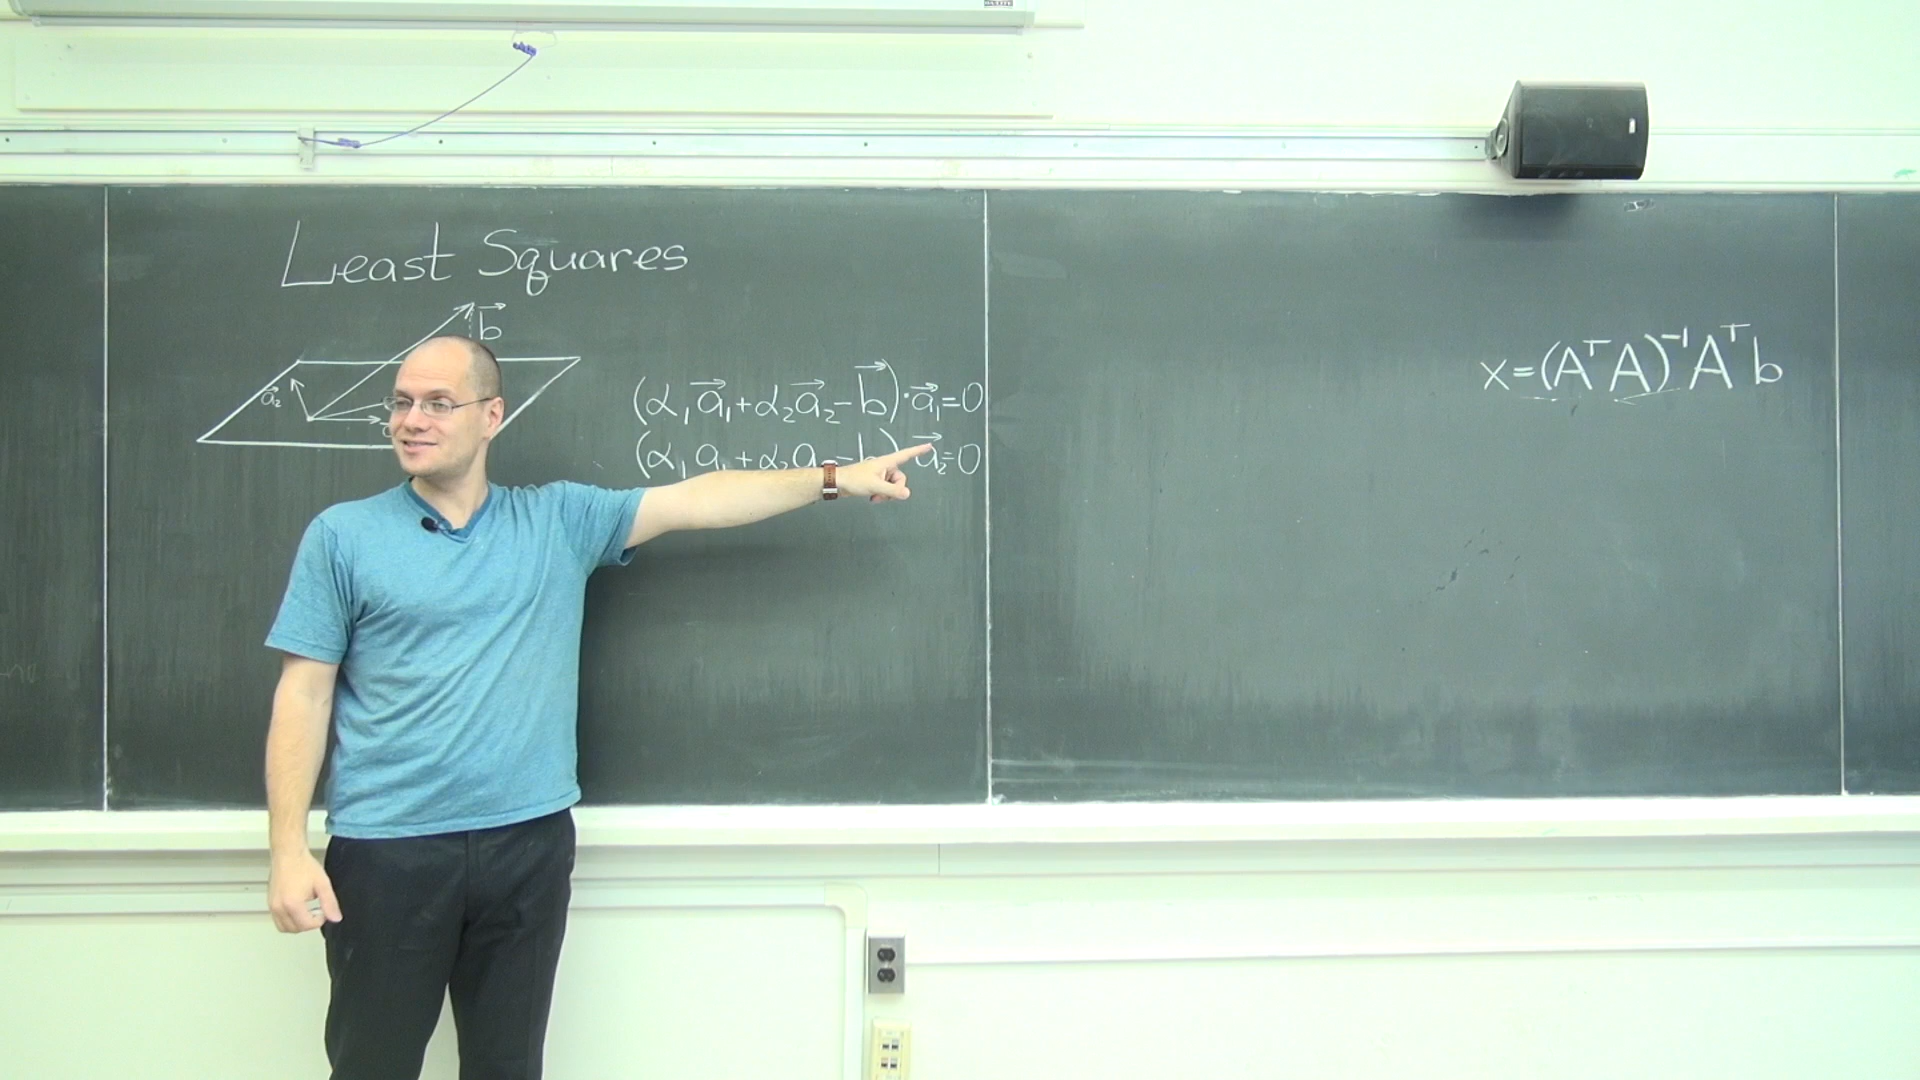 Least Squares
b
a₂
(α₁a₁+α₂a₂-b)·a₁=0
(α₁a₁+α₂a₂-b)·a₂=0
x=(AᵀA)⁻¹Aᵀb